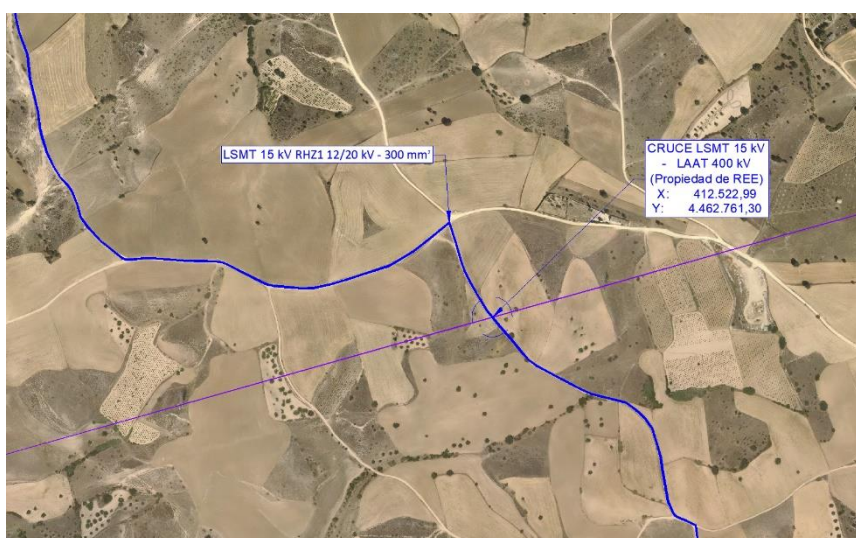 LSMT 15 kV RHZ1 12/20 kV - 300 mm²
CRUCE LSMT 15 kV
- LAAT 400 kV
(Propiedad de REE)
X: 412.522,99
Y: 4.462.761,30